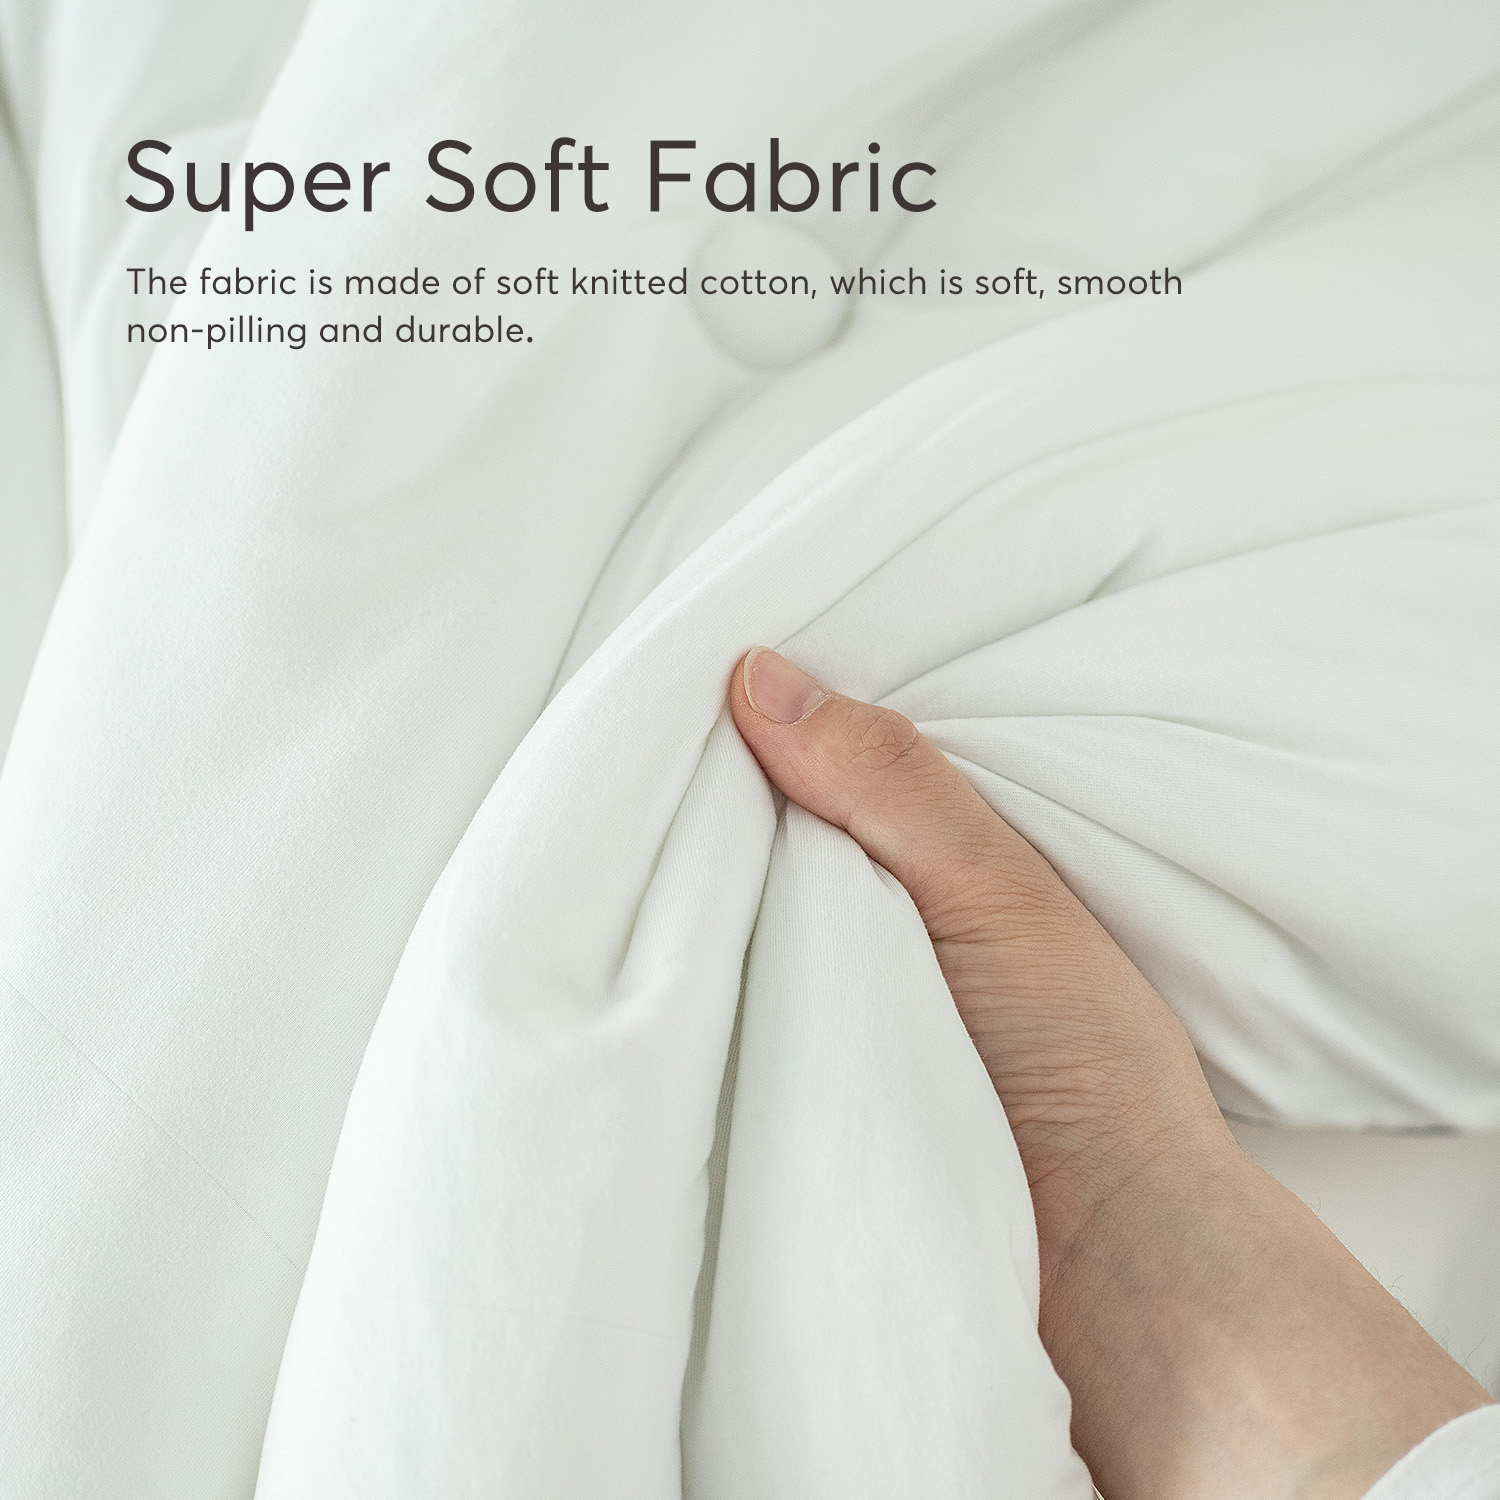 Super Soft Fabric
The fabric is made of soft knitted cotton, which is soft, smooth
non-pilling and durable.